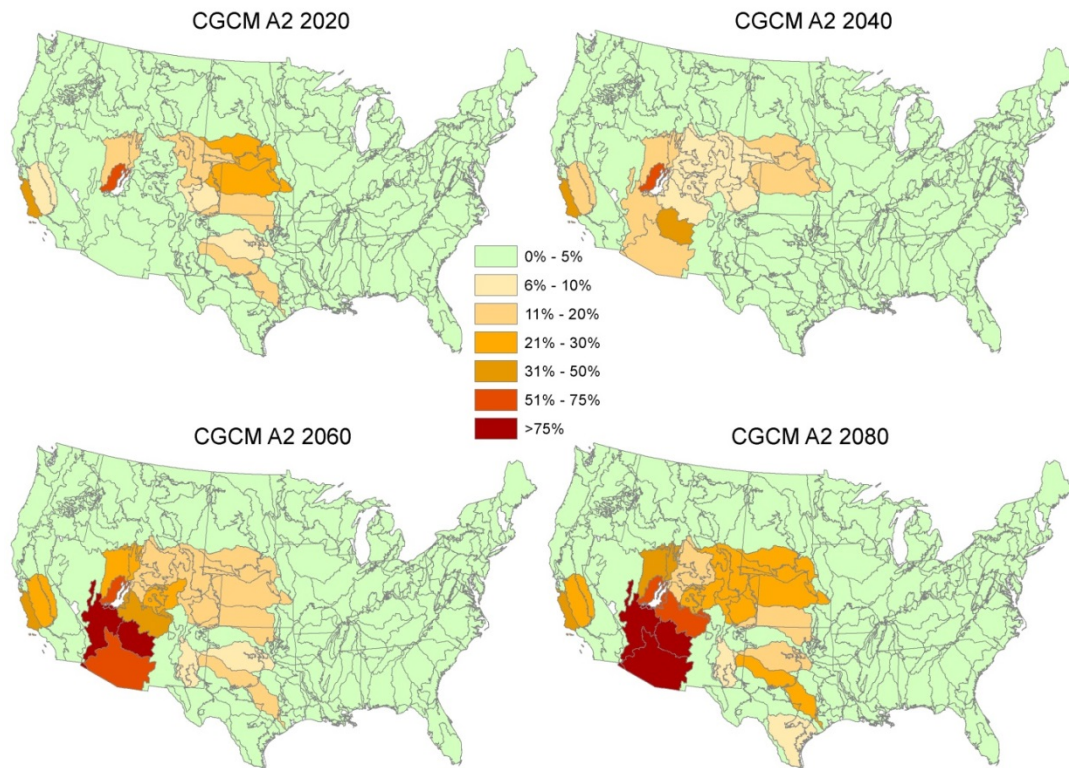 CGCM A2 2020
CGCM A2 2040
0% - 5%
6% - 10%
11% - 20%
21% - 30%
31% - 50%
51% - 75%
>75%
CGCM A2 2060
CGCM A2 2080